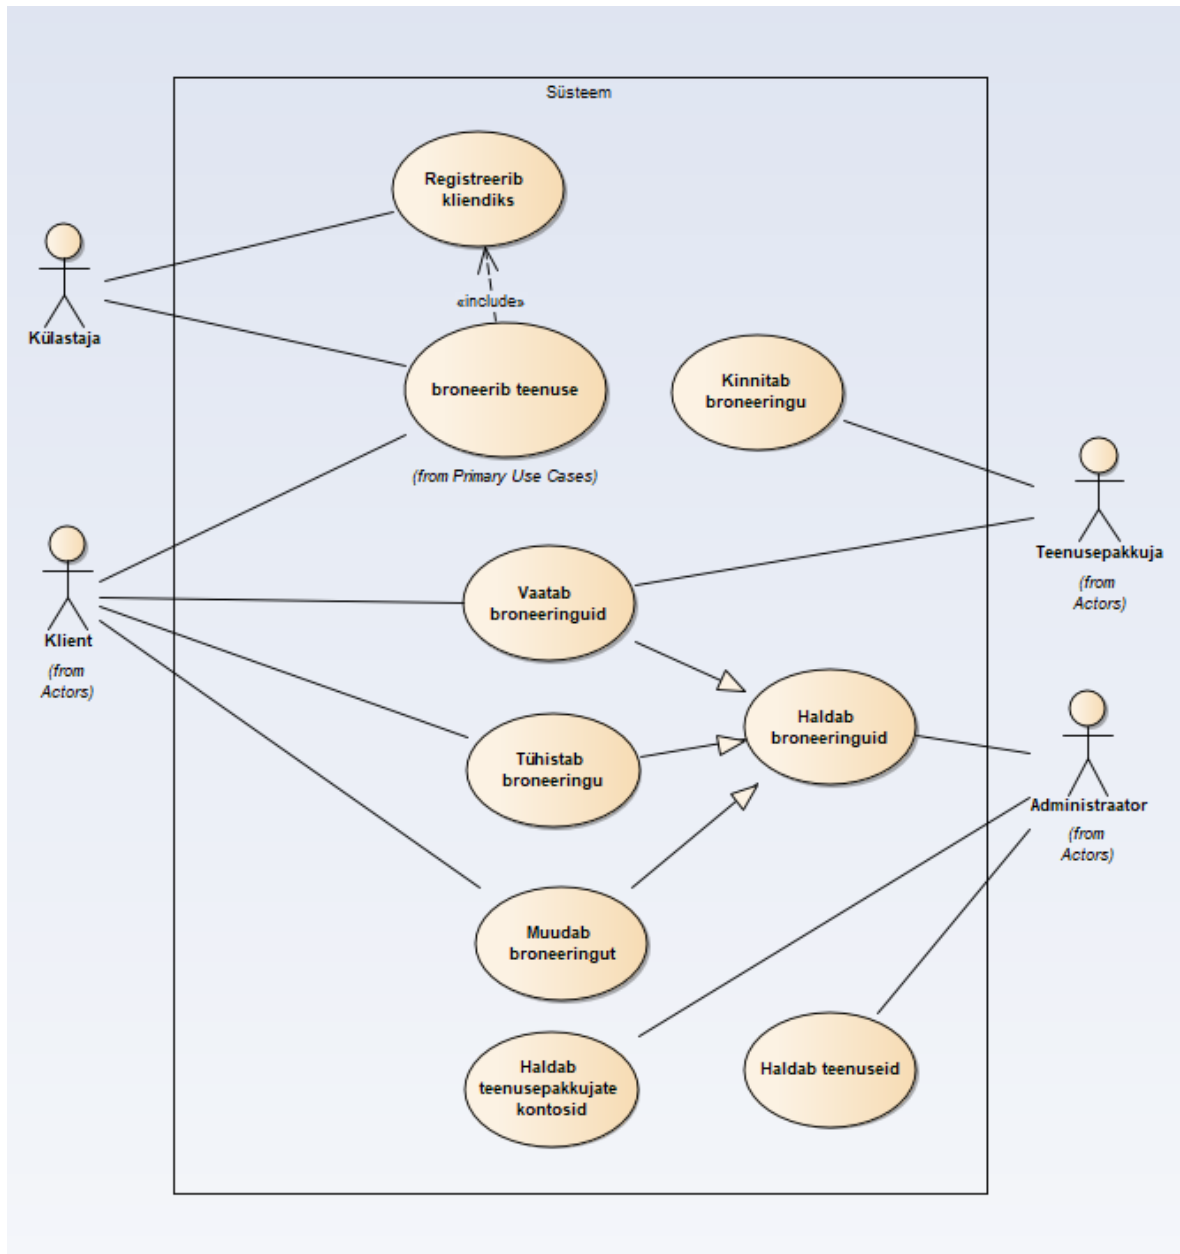 Süsteem
Registreerib
kliendiks
Külastaja
«include»
broneerib teenuse
(from Primary Use Cases)
Kinnitab
broneeringu
Teenusepakkuja
(from
Actors)
Klient
(from
Actors)
Vaatab
broneeringuid
Haldab
broneeringuid
Tühistab
broneeringu
Administraator
(from
Actors)
Muudab
broneeringut
Haldab
teenusepakkujate
kontosid
Haldab teenuseid